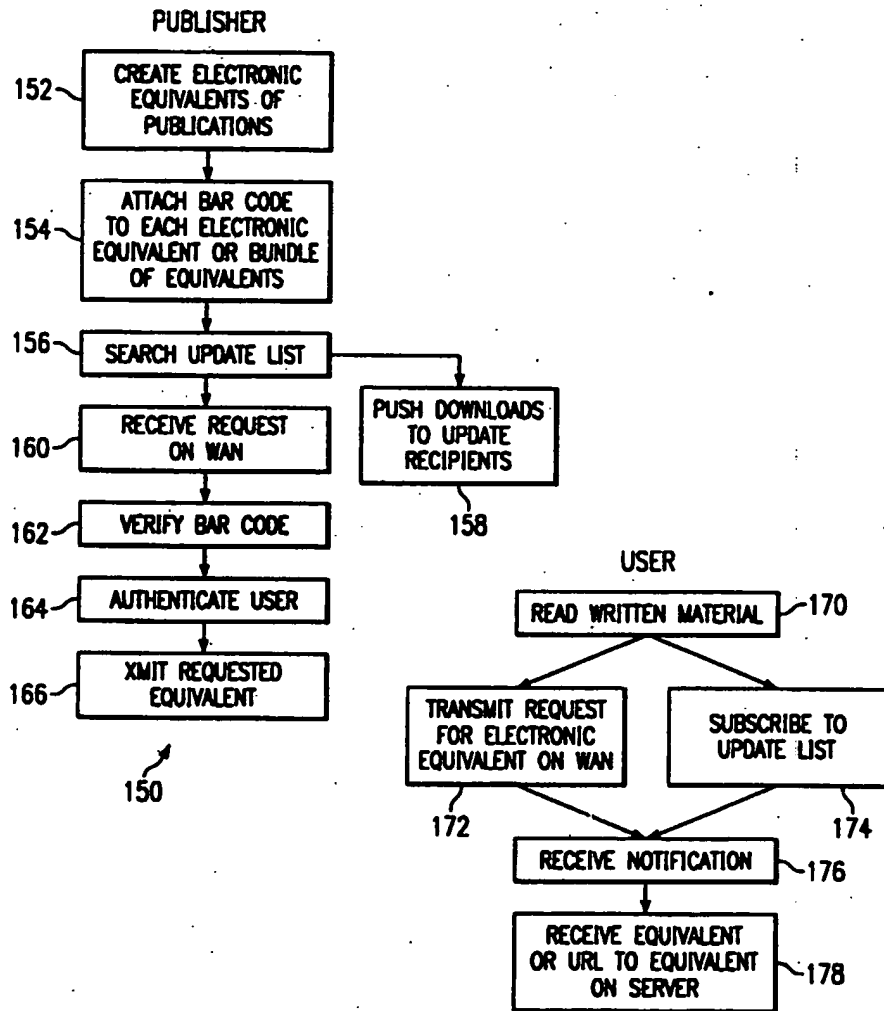 PUBLISHER
152
CREATE ELECTRONIC
EQUIVALENTS OF
PUBLICATIONS
154
ATTACH BAR CODE
TO EACH ELECTRONIC
EQUIVALENT OR BUNDLE
OF EQUIVALENTS
156
SEARCH UPDATE LIST
PUSH DOWNLOADS
TO UPDATE
RECIPIENTS
158
160
RECEIVE REQUEST
ON WAN
162
VERIFY BAR CODE
164
AUTHENTICATE USER
166
XMIT REQUESTED
EQUIVALENT
150
USER
READ WRITTEN MATERIAL
170
TRANSMIT REQUEST
FOR ELECTRONIC
EQUIVALENT ON WAN
172
SUBSCRIBE TO
UPDATE LIST
174
RECEIVE NOTIFICATION
176
RECEIVE EQUIVALENT
OR URL TO EQUIVALENT
ON SERVER
178